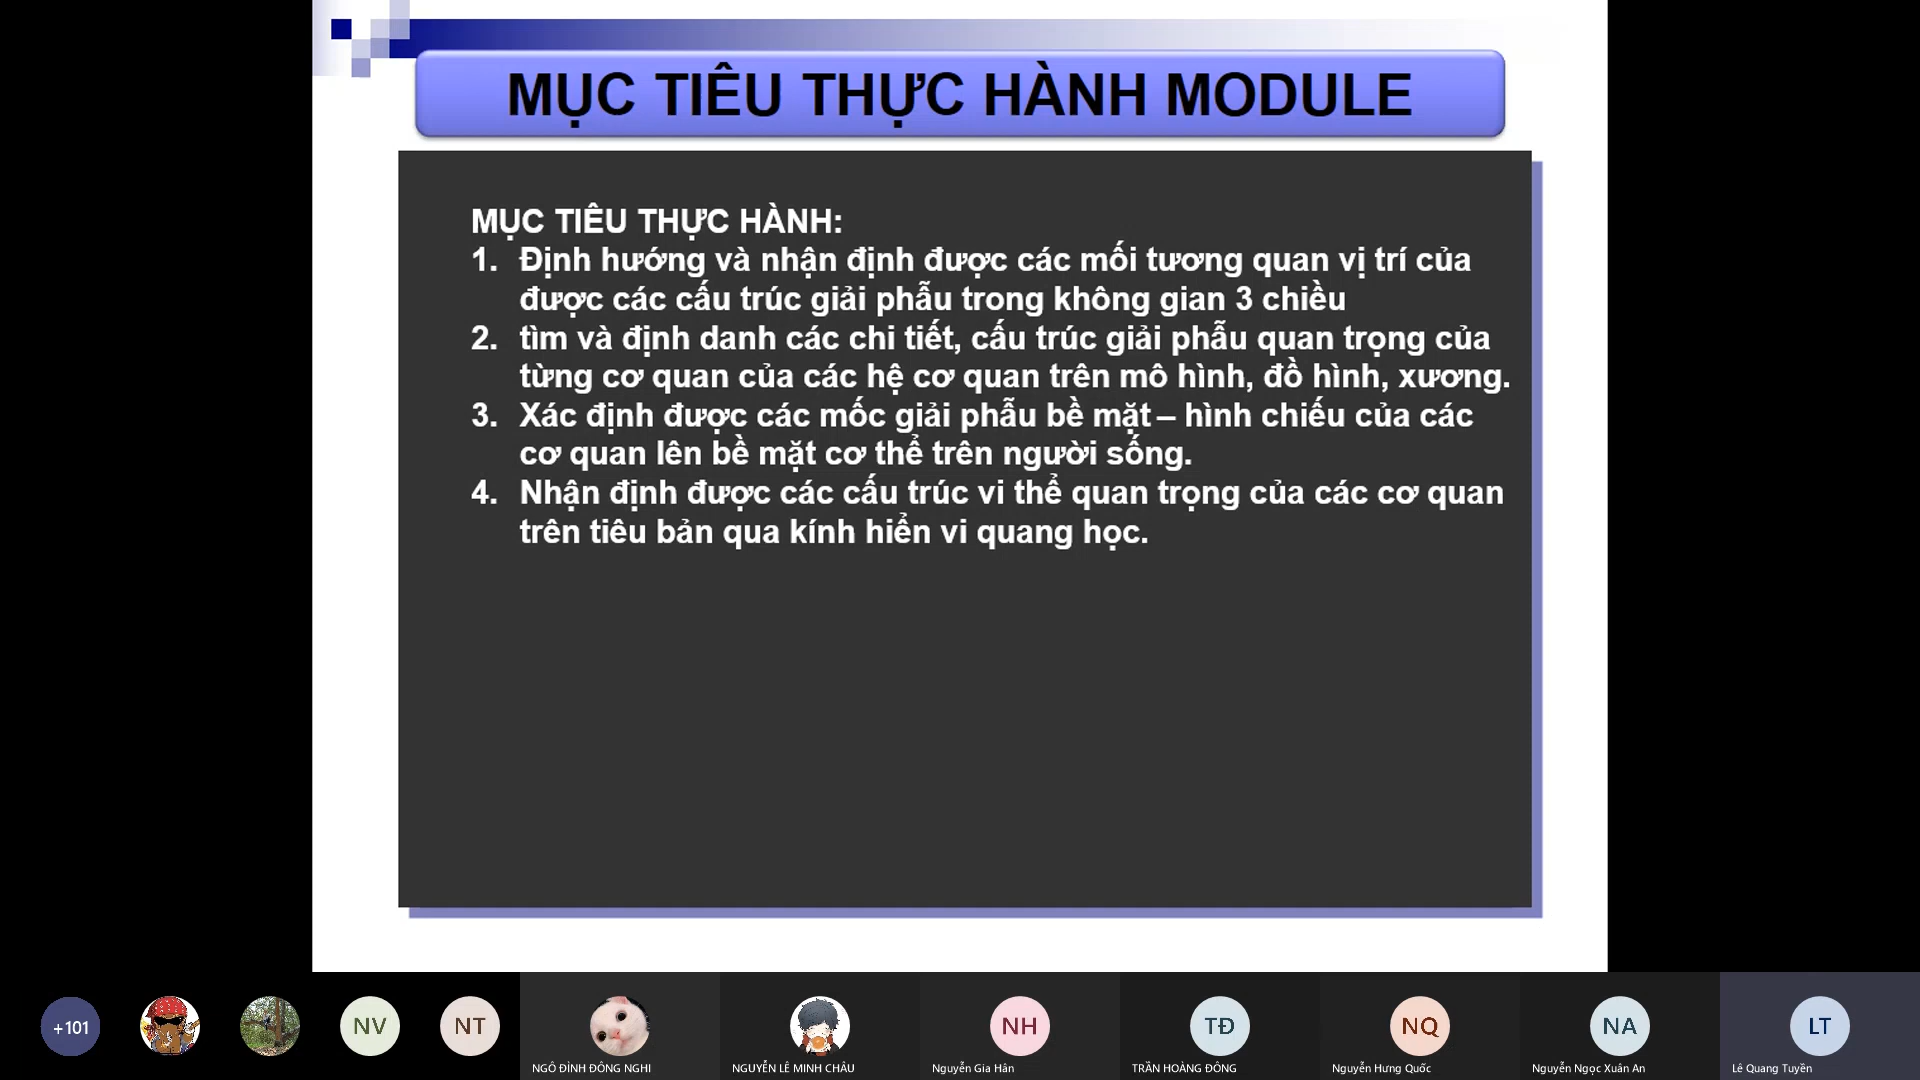 MỤC TIÊU THỰC HÀNH MODULE
MỤC TIÊU THỰC HÀNH:
1. Định hướng và nhận định được các mối tương quan vị trí của
được các cấu trúc giải phẫu trong không gian 3 chiều
2. tìm và định danh các chi tiết, cấu trúc giải phẫu quan trọng của
từng cơ quan của các hệ cơ quan trên mô hình, đồ hình, xương.
3. Xác định được các mốc giải phẫu bề mặt – hình chiếu của các
cơ quan lên bề mặt cơ thể trên người sống.
4. Nhận định được các cấu trúc vi thể quan trọng của các cơ quan
trên tiêu bản qua kính hiển vi quang học.
+101
NV
NT
NH
TĐ
NQ
NA
LT
NGÔ ĐÌNH ĐÔNG NGHI
NGUYỄN LÊ MINH CHÂU
Nguyễn Gia Hân
TRẦN HOÀNG ĐÔNG
Nguyễn Hưng Quốc
Nguyễn Ngọc Xuân An
Lê Quang Tuyền